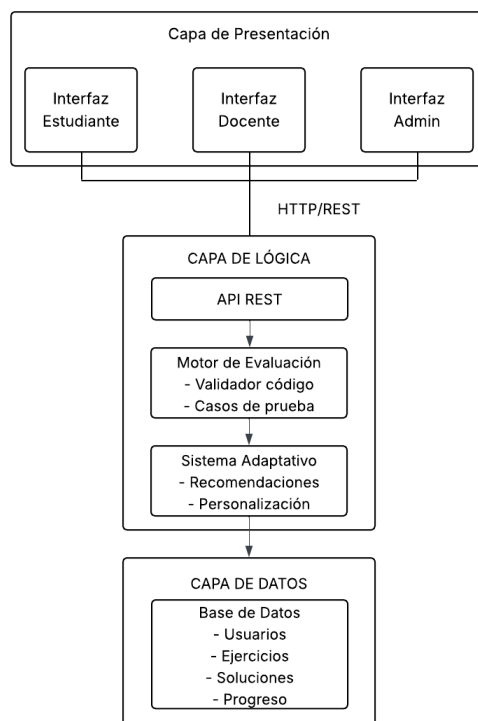 Capa de Presentación
Interfaz
Estudiante
Interfaz
Docente
Interfaz
Admin
HTTP/REST
CAPA DE LÓGICA
API REST
Motor de Evaluación
- Validador código
- Casos de prueba
Sistema Adaptativo
- Recomendaciones
- Personalización
CAPA DE DATOS
Base de Datos
- Usuarios
- Ejercicios
- Soluciones
- Progreso